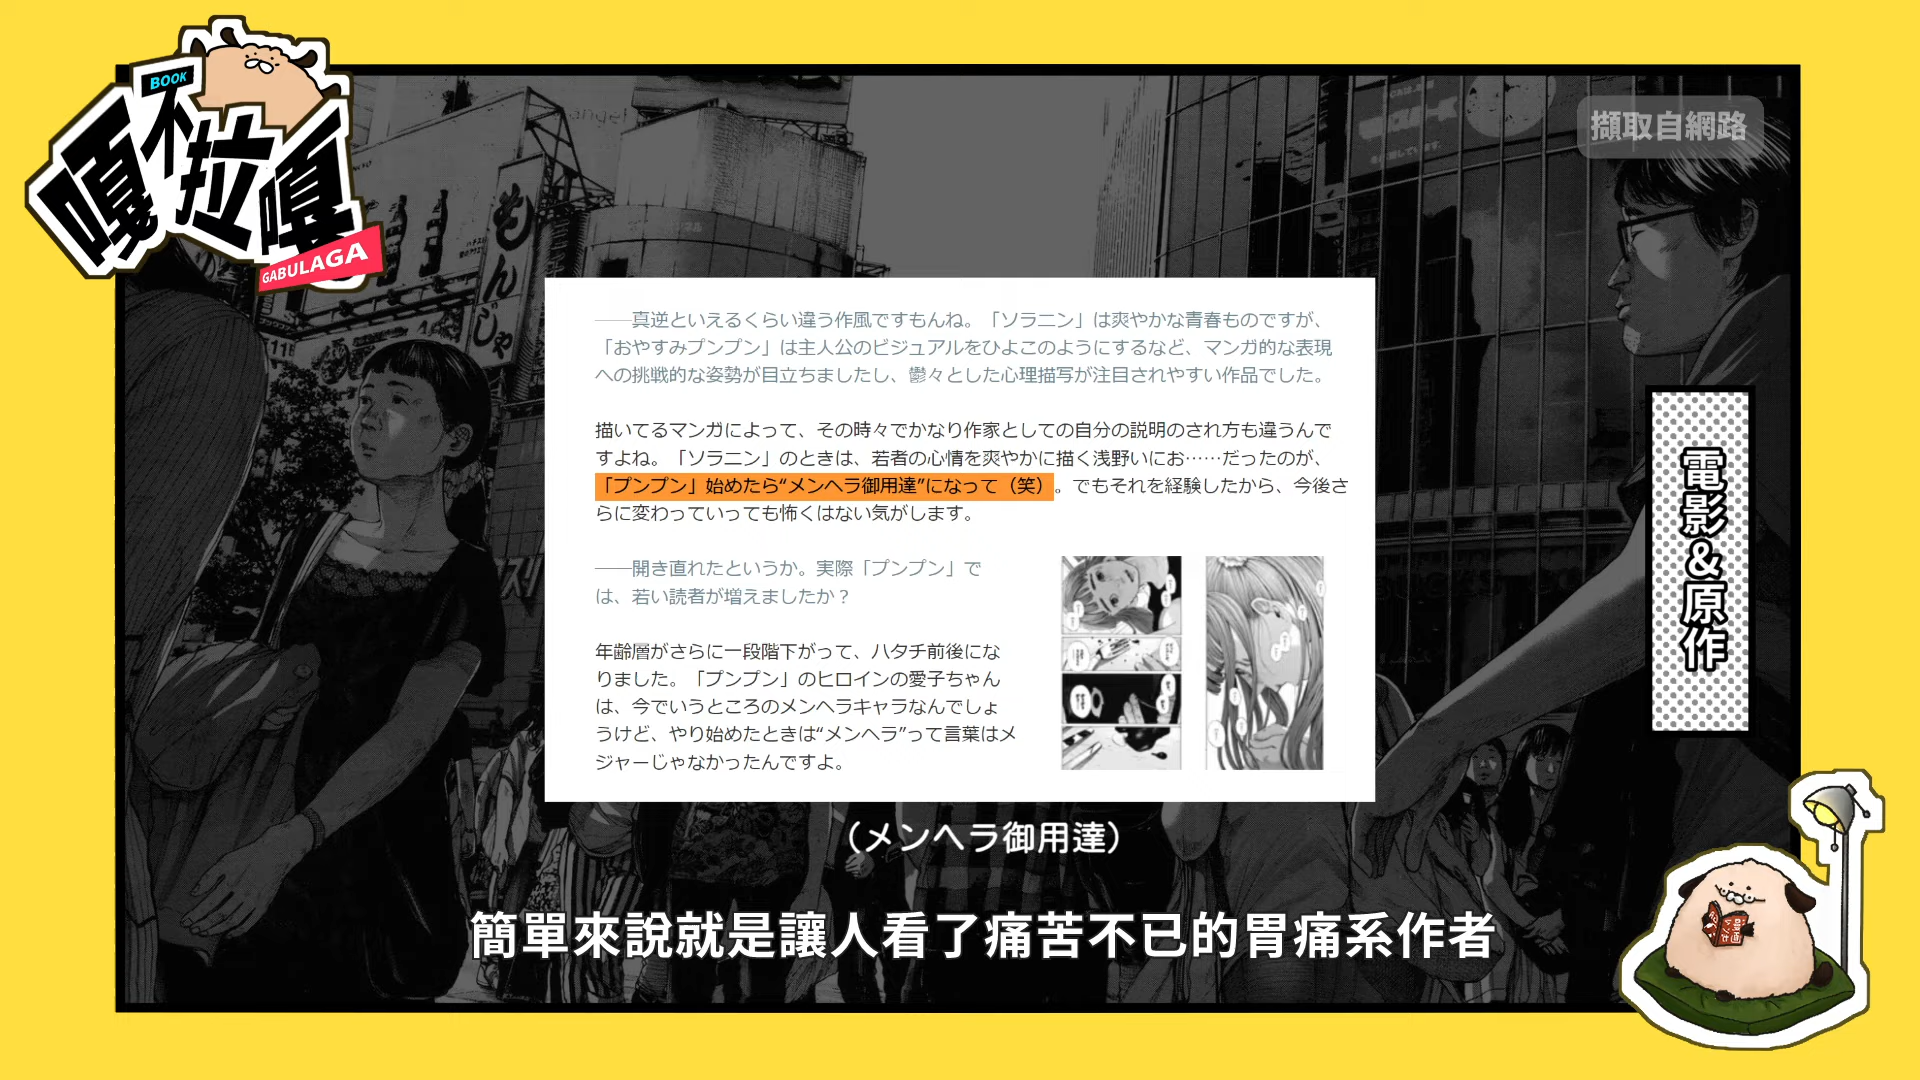 BOOK
嘎不拉嘎
GABULAGA
擷取自網路
もんじゃ
──真逆といえるくらい違う作風ですもんね。「ソラニン」は爽やかな青春ものですが、
「おやすみプンプン」は主人公のビジュアルをひよこのようにするなど、マンガ的な表現
への挑戦的な姿勢が目立ちましたし、鬱々とした心理描写が注目されやすい作品でした。
描いてるマンガによって、その時々でかなり作家としての自分の説明のされ方も違うんで
すよね。「ソラニン」のときは、若者の心情を爽やかに描く浅野いにお……だったのが、
「プンプン」始めたら“メンヘラ御用達”になって（笑）。でもそれを経験したから、今後さ
らに変わっていっても怖くはない気がします。
──開き直れたというか。実際「プンプン」で
は、若い読者が増えましたか？
年齢層がさらに一段階下がって、ハタチ前後にな
りました。「プンプン」のヒロインの愛子ちゃん
は、今でいうところのメンヘラキャラなんでしょ
うけど、やり始めたときは“メンヘラ”って言葉はメ
ジャーじゃなかったんですよ。
電影&原作
（メンヘラ御用達）
簡單來說就是讓人看了痛苦不已的胃痛系作者